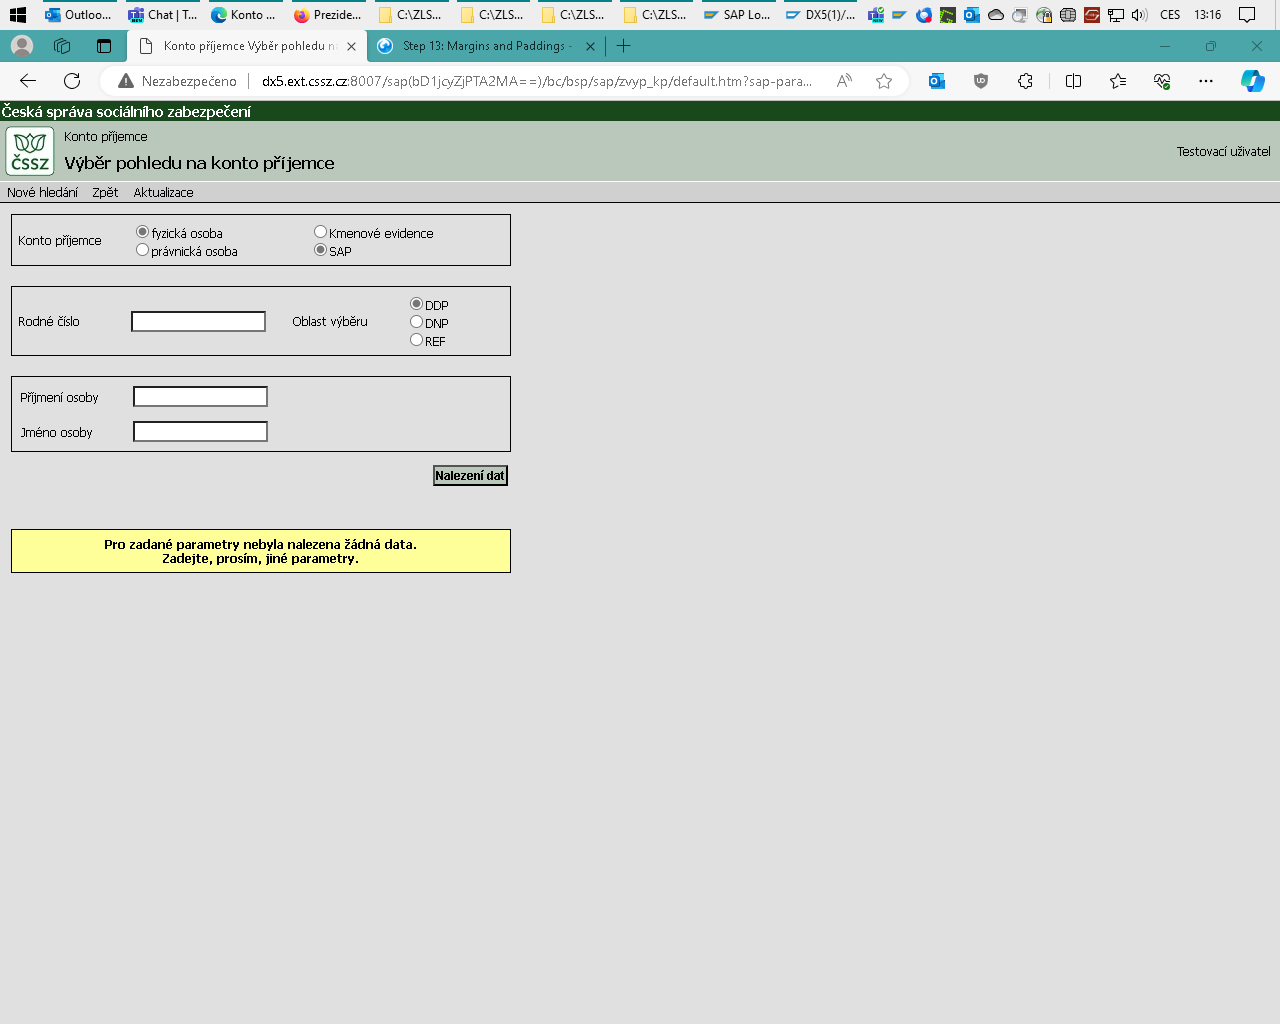 Outloo...
Chat | T...
Konto ...
Prezide...
C:\ZLS...
C:\ZLS...
C:\ZLS...
C:\ZLS...
SAP Lo...
DX5(1)/...
CES
13:16
Konto příjemce Výběr pohledu n
Step 13: Margins and Paddings -
Nezabezpečeno
dx5.ext.cssz.cz:8007/sap(bD1jcyZjPTA2MA==)/bc/bsp/sap/zvyp_kp/default.htm?sap-para...
Česká správa sociálního zabezpečení
ČSSZ
Konto příjemce
Výběr pohledu na konto příjemce
Testovací uživatel
Nové hledání Zpět Aktualizace
Konto příjemce
fyzická osoba
právnická osoba
Kmenové evidence
SAP
Rodné číslo
Oblast výběru
DDP
DNP
REF
Příjmení osoby
Jméno osoby
Nalezení dat
Pro zadané parametry nebyla nalezena žádná data.
Zadejte, prosím, jiné parametry.